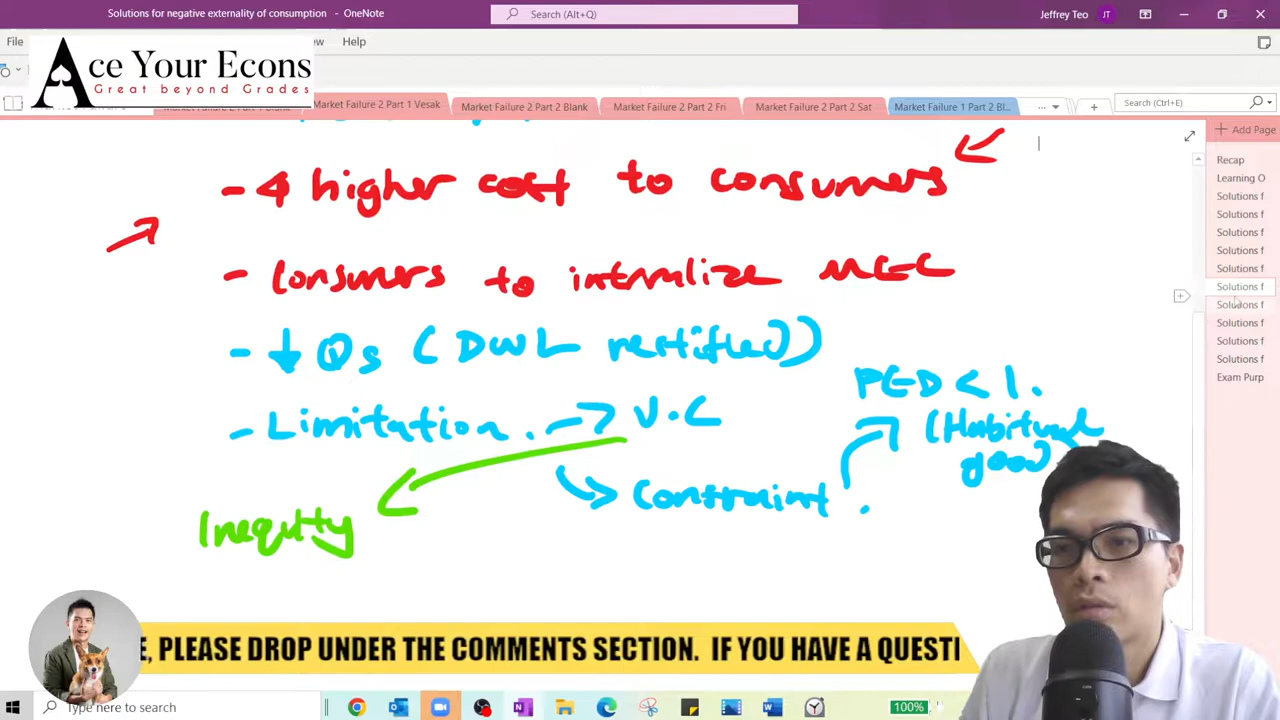 Solutions for negative externality of consumption - OneNote
Search (Alt+Q)
Jeffrey Teo
JT
File
Help
Ace Your Econs
Great beyond Grades
Market Failure 2 Part 1 Vesak
Market Failure 2 Part 2 Blank
Market Failure 2 Part 2 Fri
Market Failure 2 Part 2 Sat
Market Failure 1 Part 2 Bl...
Search (Ctrl+E)
Add Page
Recap
Learning O
Solutions f
Solutions f
Solutions f
Solutions f
Solutions f
Solutions f
Solutions f
Solutions f
Solutions f
Solutions f
Exam Purp
- higher cost to consumers
- Consumers to internalize MEC
- ↓ Qs (DWL rectified)
PED < 1.
- Limitation. → U.C
(Habitual
good)
→ Constraint.
Inequity
E, PLEASE DROP UNDER THE COMMENTS SECTION. IF YOU HAVE A QUESTI
Type here to search
100%